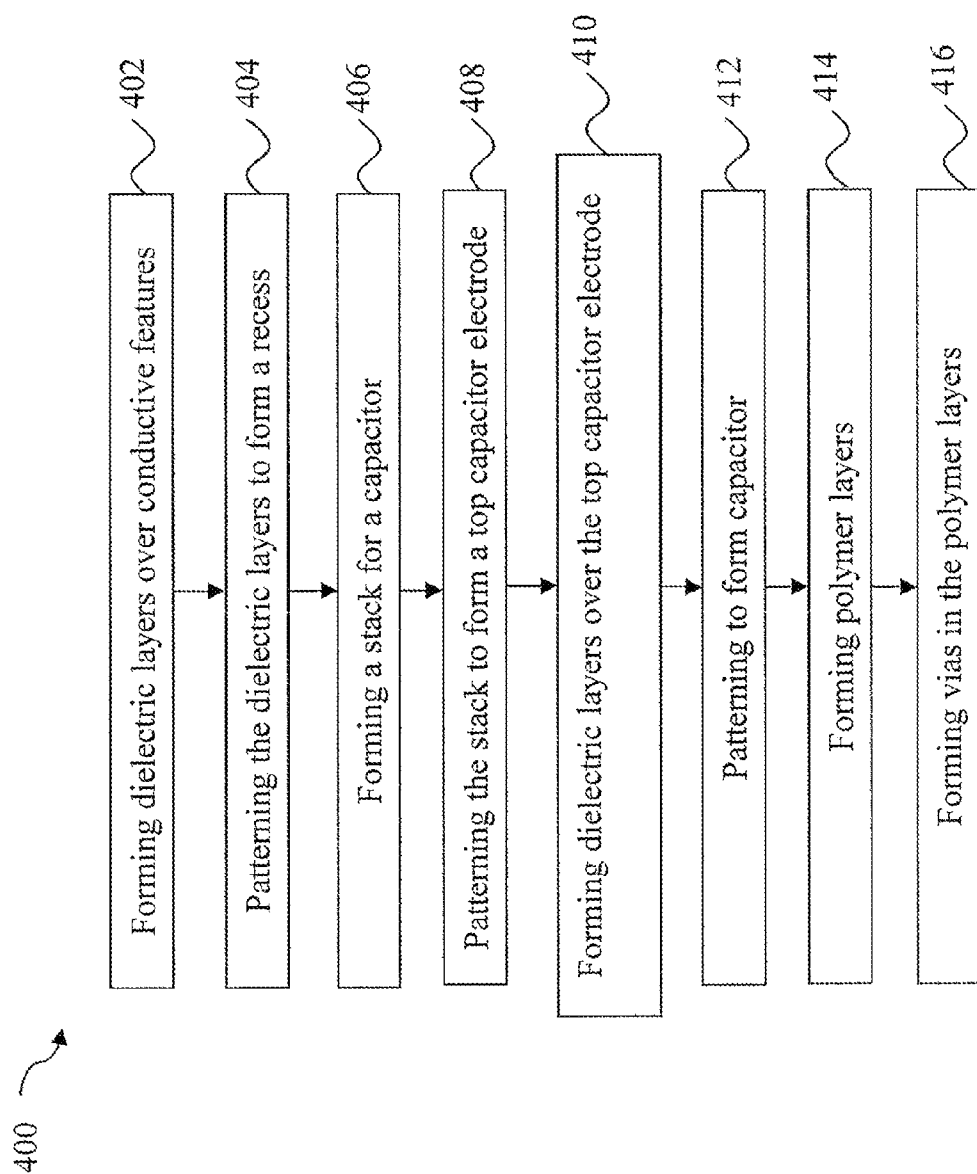 400
Forming dielectric layers over conductive features
402
Patterning the dielectric layers to form a recess
404
Forming a stack for a capacitor
406
Patterning the stack to form a top capacitor electrode
408
Forming dielectric layers over the top capacitor electrode
410
Patterning to form capacitor
412
Forming polymer layers
414
Forming vias in the polymer layers
416